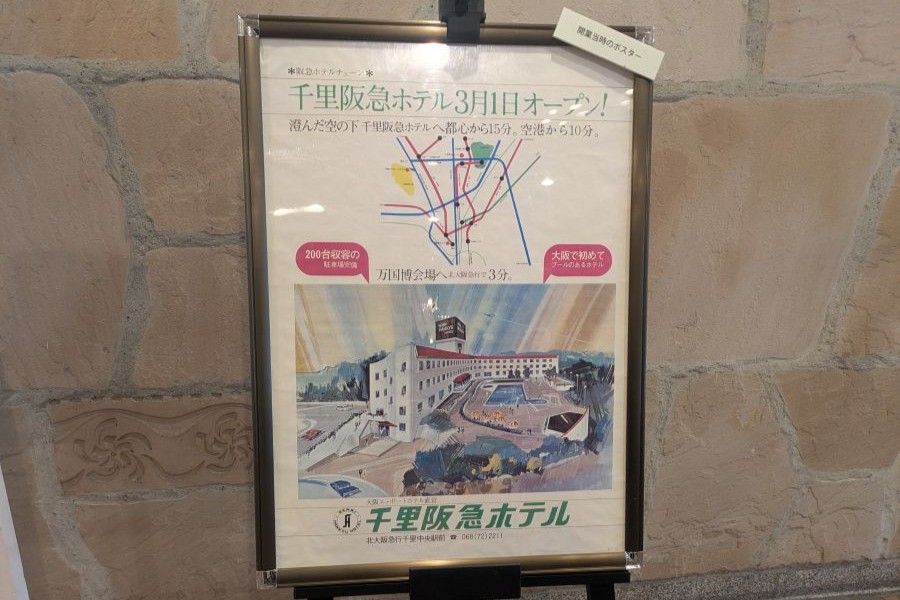 開業当時のポスター
＊阪急ホテルチェーン＊
千里阪急ホテル3月1日オープン!
澄んだ空の下千里阪急ホテルへ都心から15分。空港から10分。
200台収容の
駐車場完備
大阪で初めて
プールのあるホテル
万国博会場へ北大阪急行で3分。
千里阪急ホテル
北大阪急行千里中央駅前 ☎ 068(72)2211